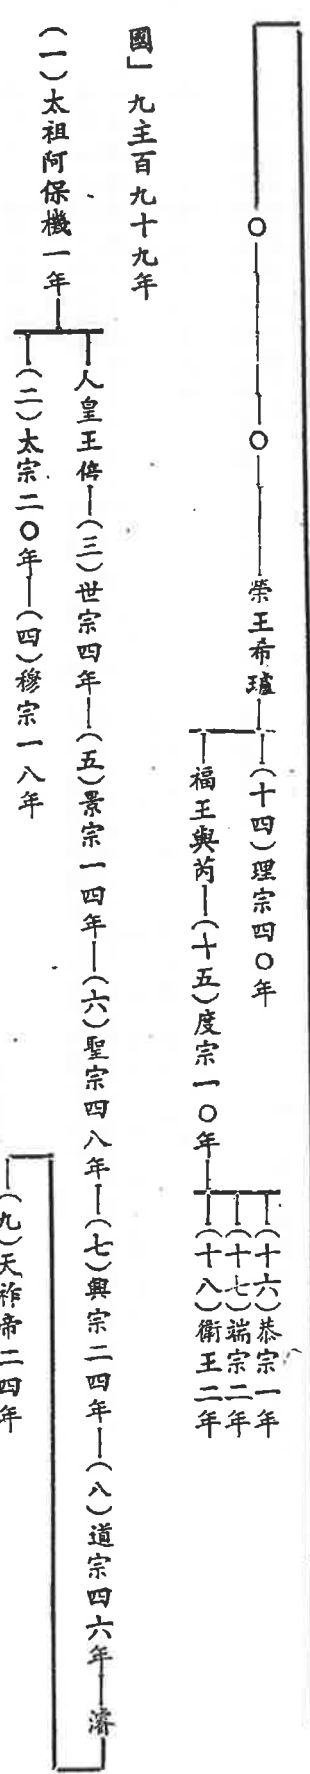 榮王希瓐
(十四)理宗四〇年
福王與芮—(十五)度宗一〇年
(十六)恭宗一年
(十七)端宗二年
(十八)衛王二年
國」九主百九十九年
(一)太祖阿保機一年
人皇王倍—(三)世宗四年—(五)景宗一四年—(六)聖宗四八年—(七)興宗二四年—(八)道宗四六年—濬
(二)太宗二〇年—(四)穆宗一八年
(九)天祚帝二四年